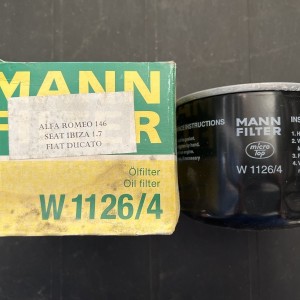 MANN
FILTER
ALFA ROMEO 146
SEAT IBIZA 1.7
FIAT DUCATO
Ölfilter
Oil filter
W 1126/4
INSTRUCTIONS
MANN
FILTER
micro
Top
W 1126/4